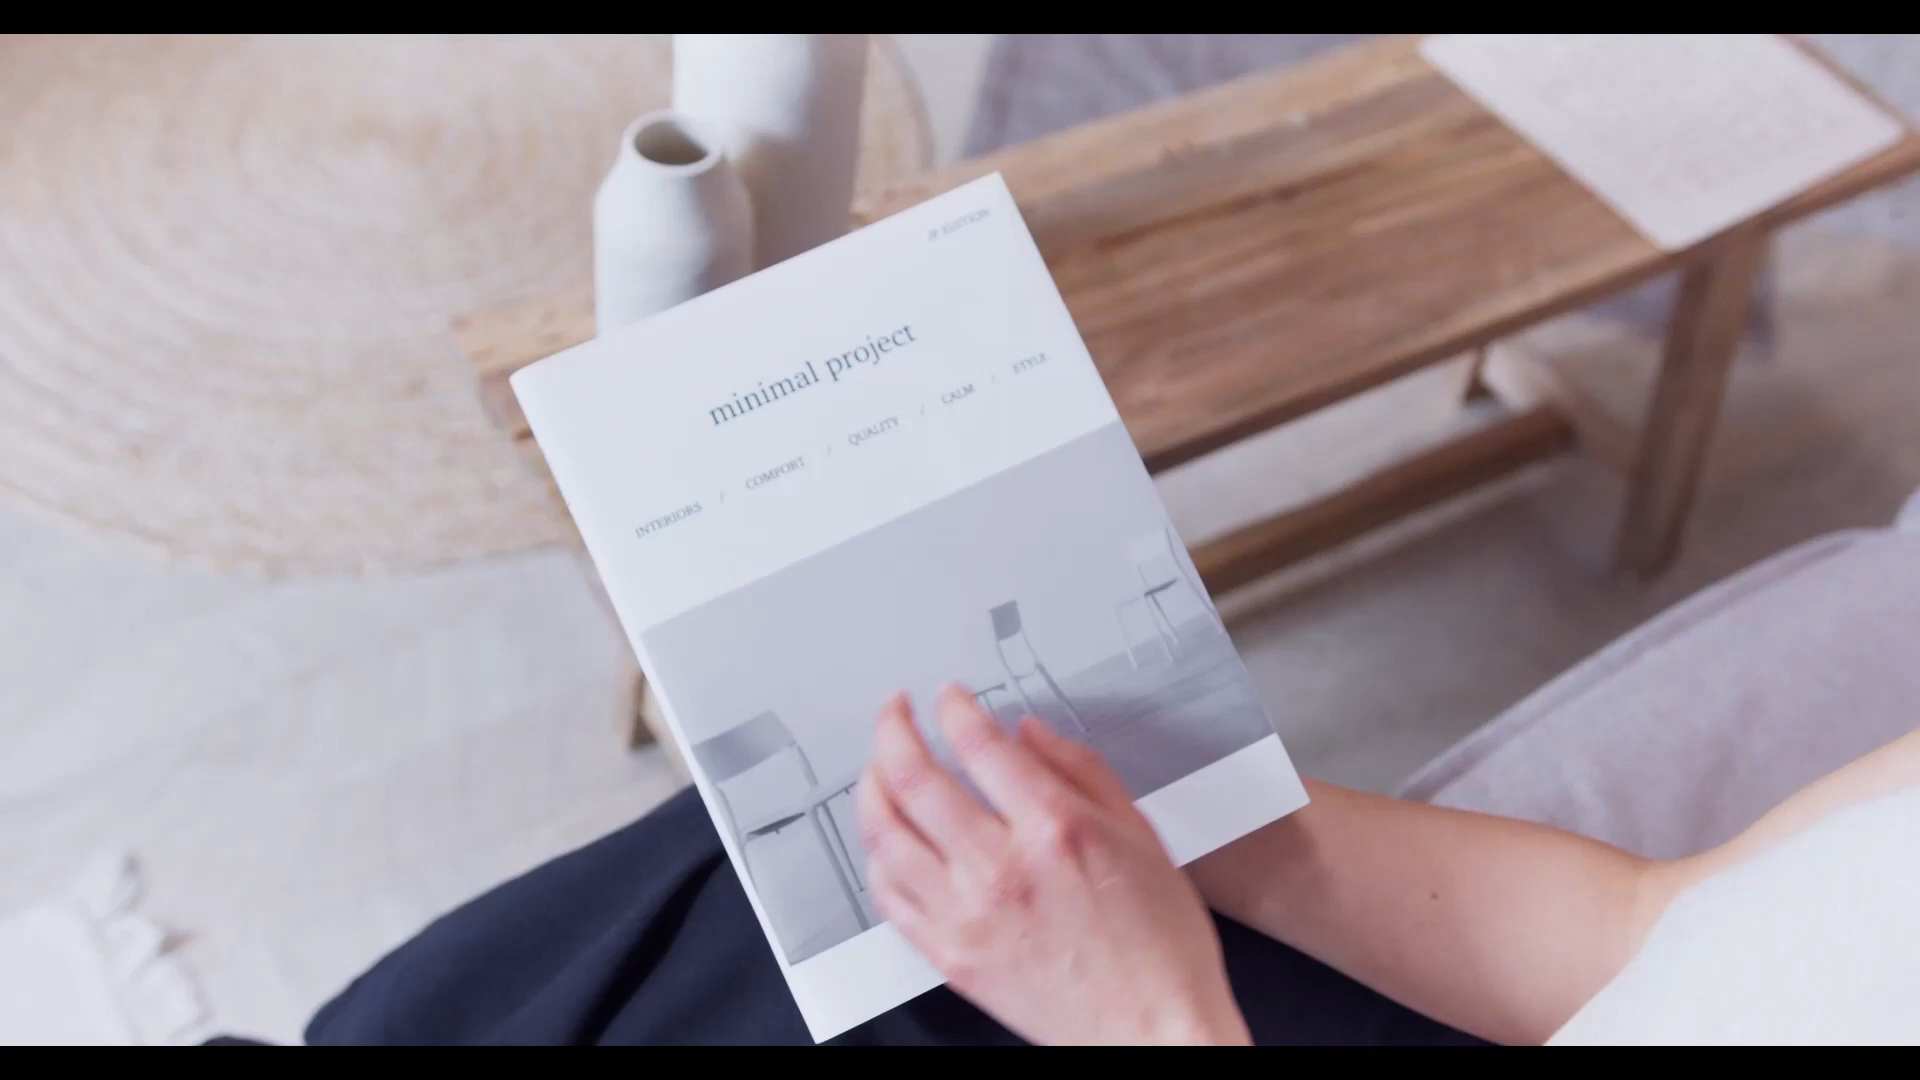 JP EDITION
minimal project
INTERIORS / COMFORT / QUALITY / CALM / STYLE